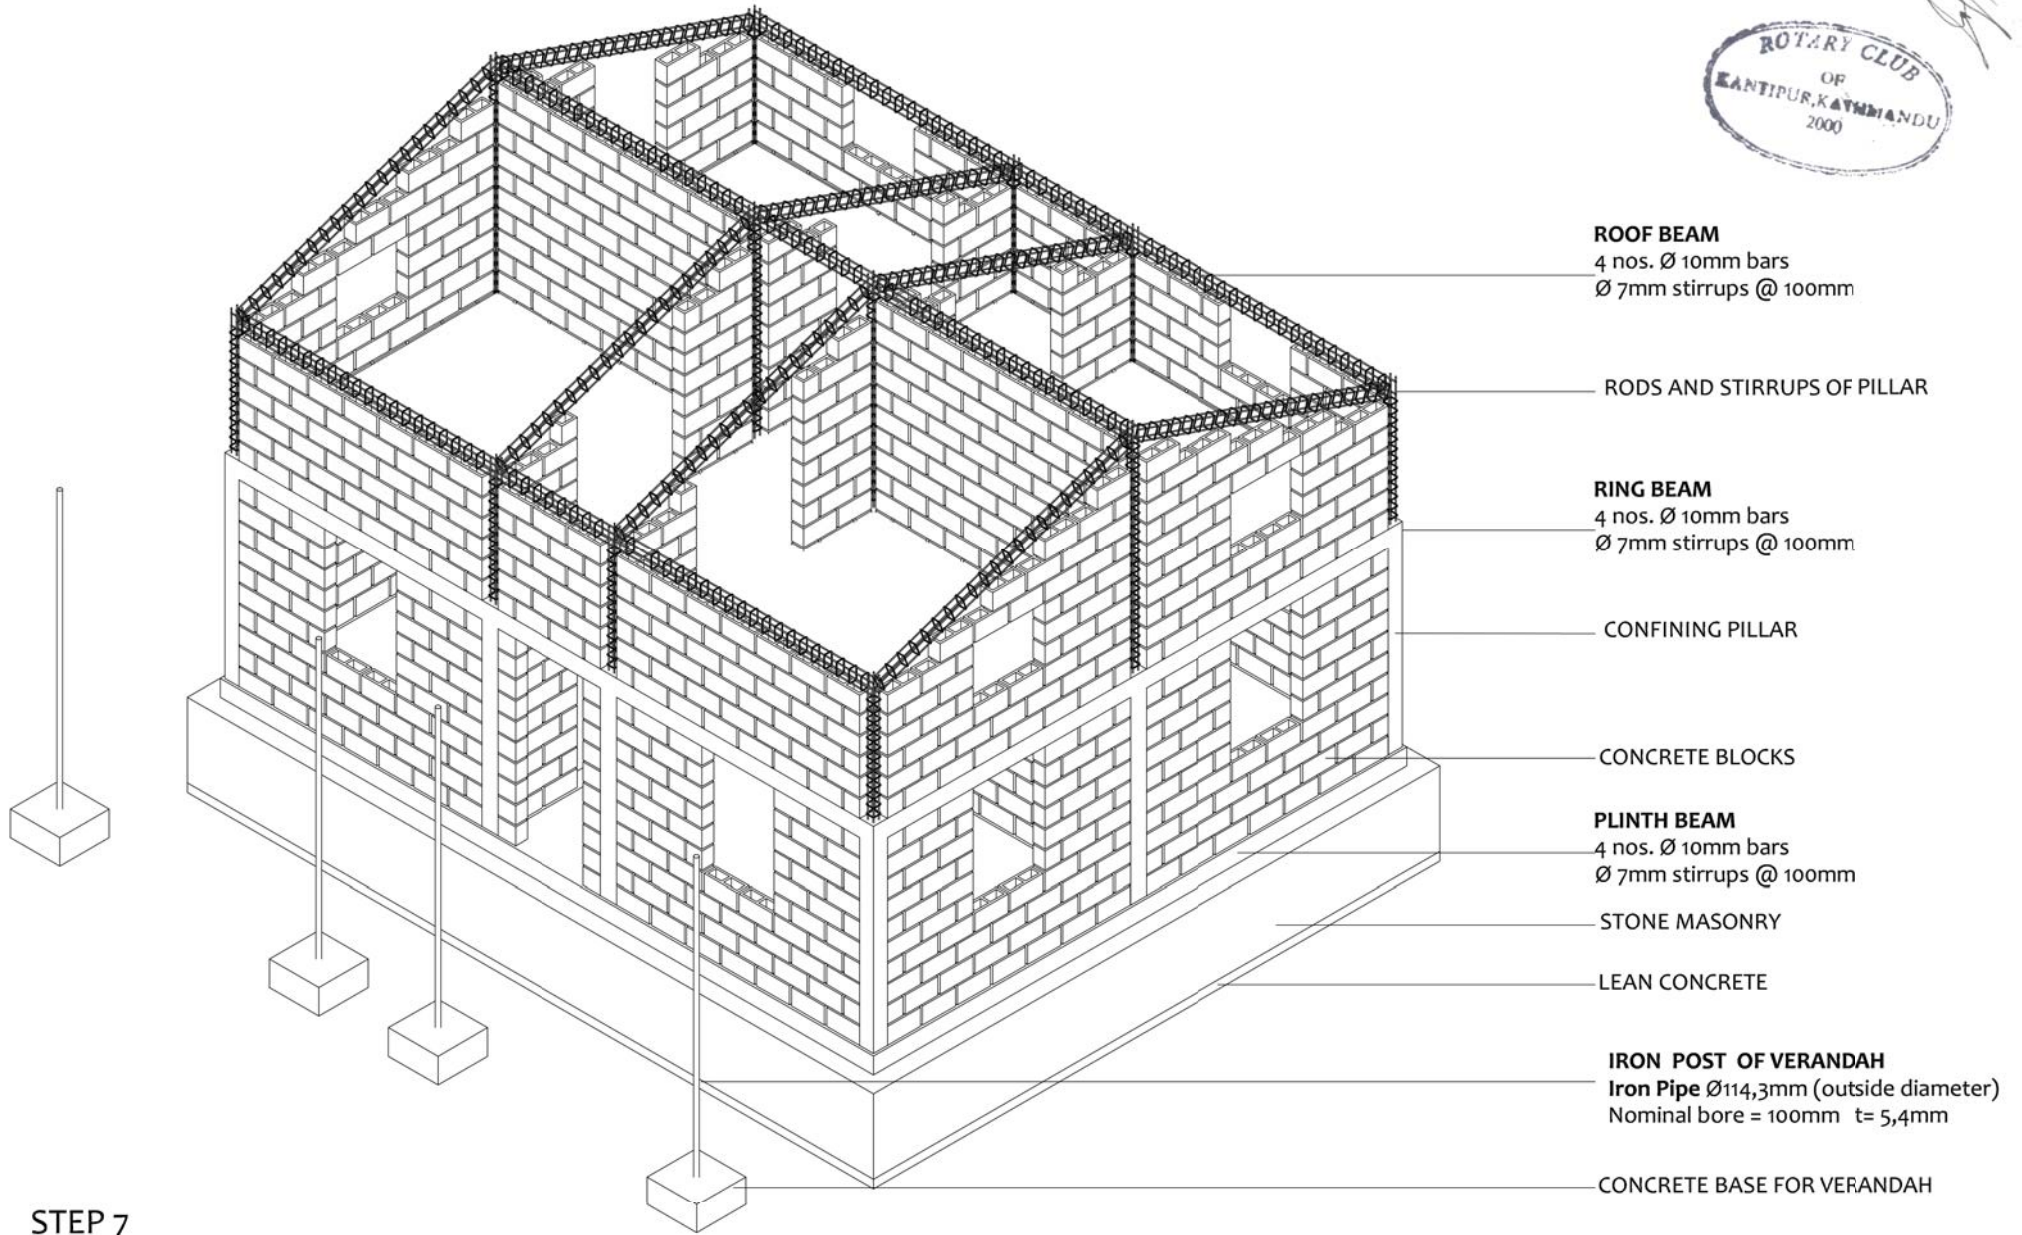 ROTARY CLUB
OF
KANTIPUR, KATHMANDU
2000
ROOF BEAM
4 nos. Ø 10mm bars
Ø 7mm stirrups @ 100mm
RODS AND STIRRUPS OF PILLAR
RING BEAM
4 nos. Ø 10mm bars
Ø 7mm stirrups @ 100mm
CONFINING PILLAR
CONCRETE BLOCKS
PLINTH BEAM
4 nos. Ø 10mm bars
Ø 7mm stirrups @ 100mm
STONE MASONRY
LEAN CONCRETE
IRON POST OF VERANDAH
Iron Pipe Ø114,3mm (outside diameter)
Nominal bore = 100mm t= 5,4mm
CONCRETE BASE FOR VERANDAH
STEP 7